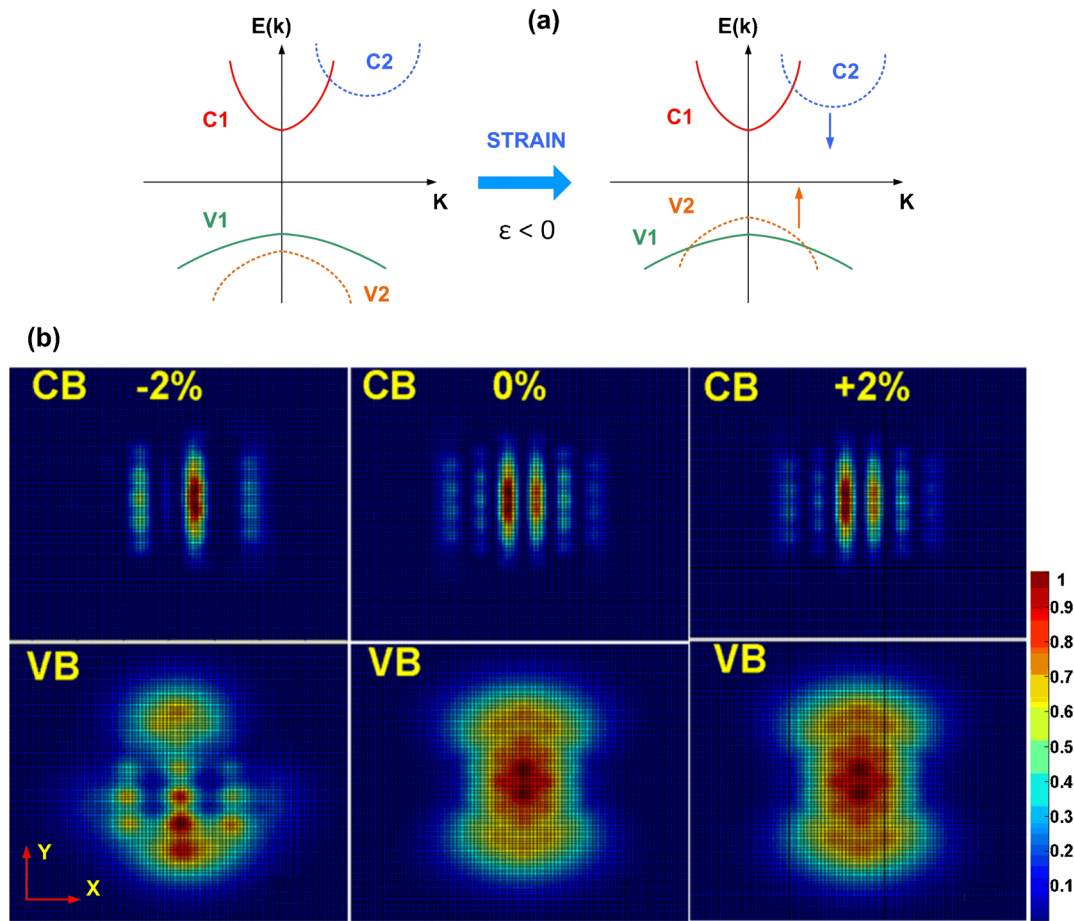 (a)
E(k)
C2
C1
K
V1
V2
STRAIN
ε < 0
E(k)
C2
C1
K
V2
V1
(b)
CB -2%
CB 0%
CB +2%
VB
VB
VB
Y
X
1
0.9
0.8
0.7
0.6
0.5
0.4
0.3
0.2
0.1